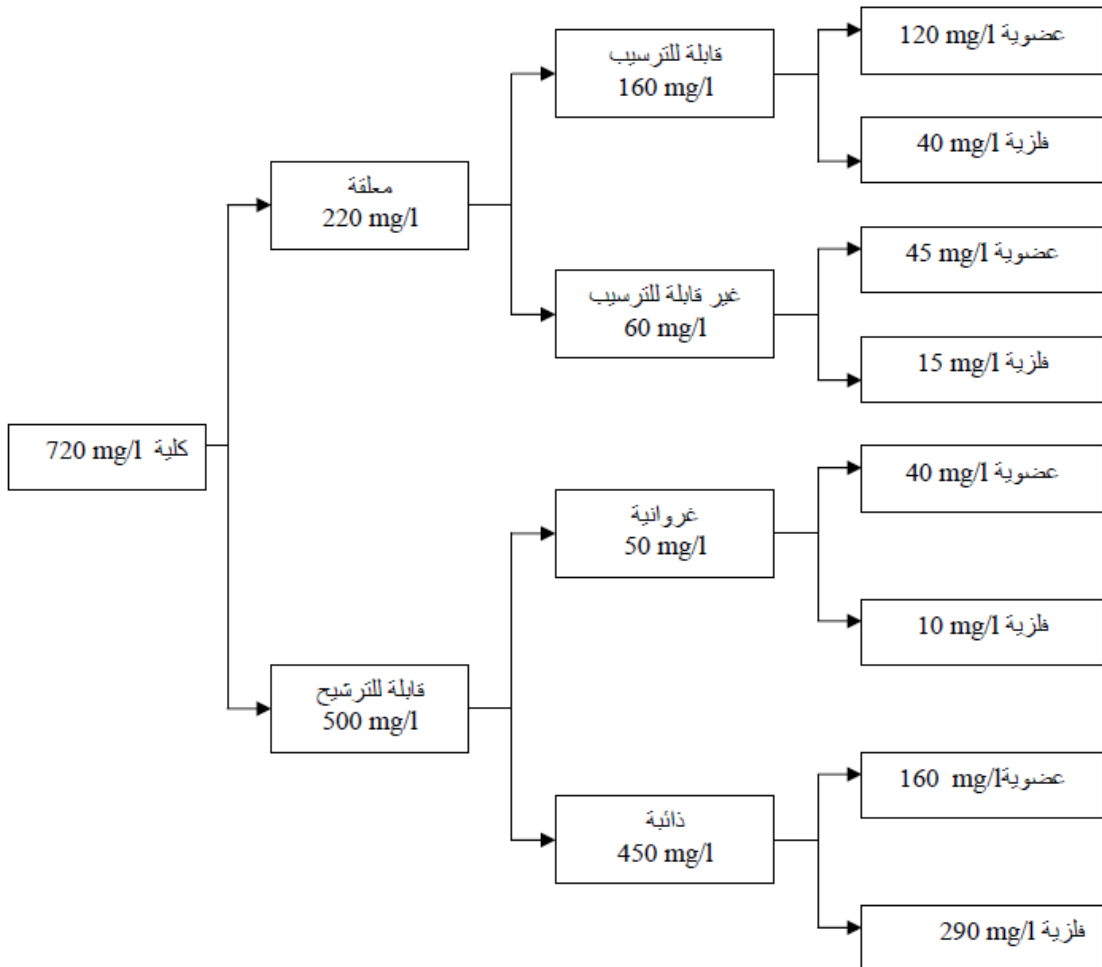 كلية 720 mg/l
معلقة
220 mg/l
قابلة للترشيح
500 mg/l
قابلة للترسيب
160 mg/l
غير قابلة للترسيب
60 mg/l
غروانية
50 mg/l
ذائبة
450 mg/l
عضوية 120 mg/l
فلزية 40 mg/l
عضوية 45 mg/l
فلزية 15 mg/l
عضوية 40 mg/l
فلزية 10 mg/l
عضوية160 mg/l
فلزية 290 mg/l